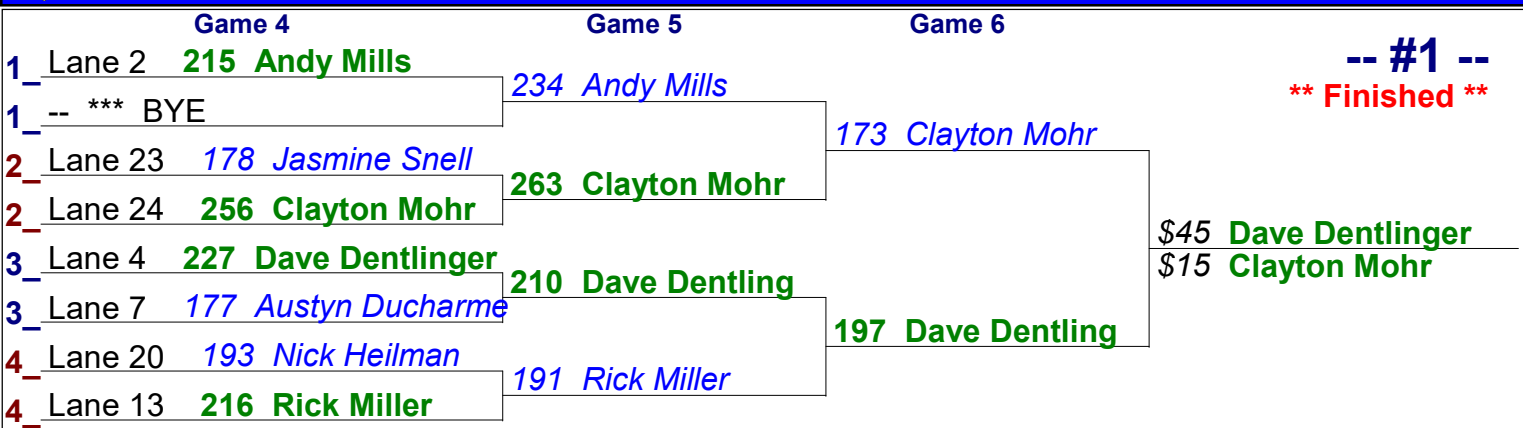 Game 4 Game 5 Game 6
-- #1 --
** Finished **
1_ Lane 2 215 Andy Mills
234 Andy Mills
1_ -- *** BYE
173 Clayton Mohr
2_ Lane 23 178 Jasmine Snell
263 Clayton Mohr
2_ Lane 24 256 Clayton Mohr
$45 Dave Dentlinger
$15 Clayton Mohr
3_ Lane 4 227 Dave Dentlinger
210 Dave Dentling
3_ Lane 7 177 Austyn Ducharme
197 Dave Dentling
4_ Lane 20 193 Nick Heilman
191 Rick Miller
4_ Lane 13 216 Rick Miller